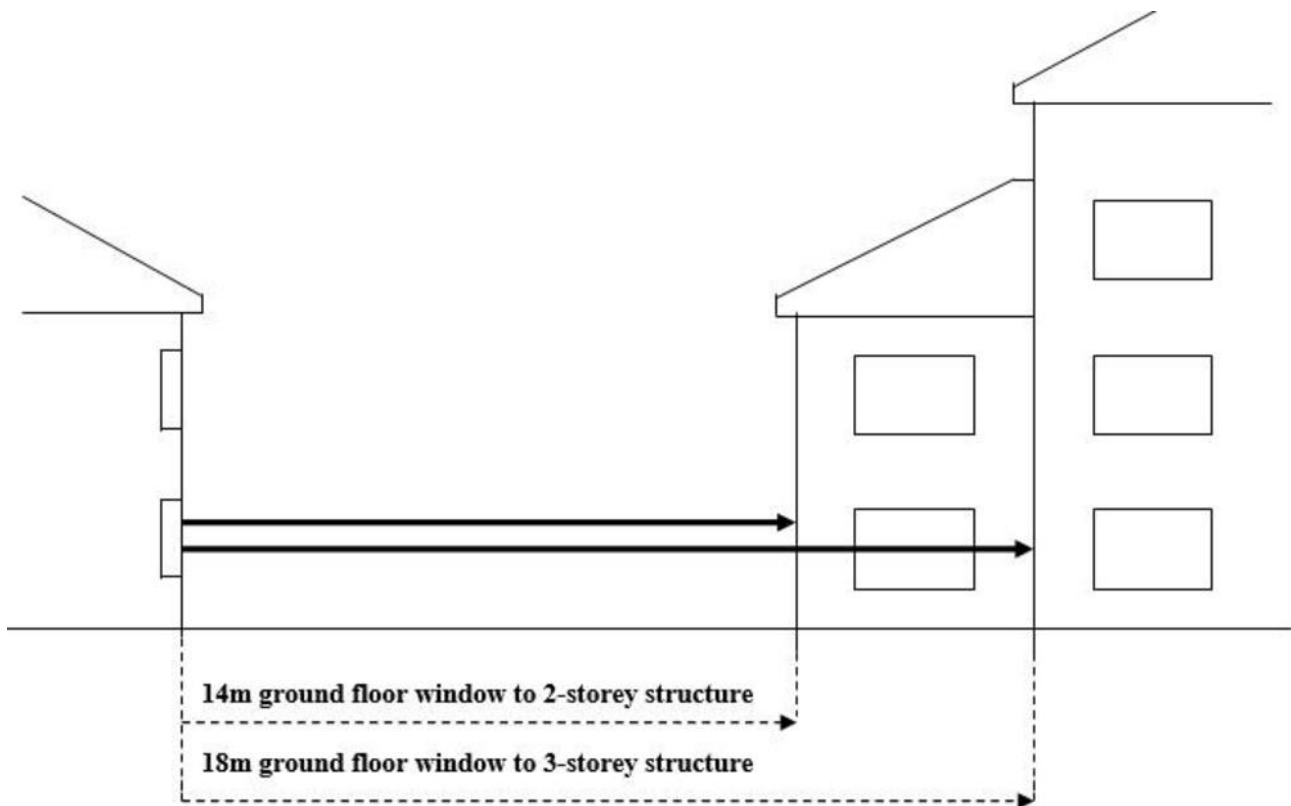 14m ground floor window to 2-storey structure
18m ground floor window to 3-storey structure